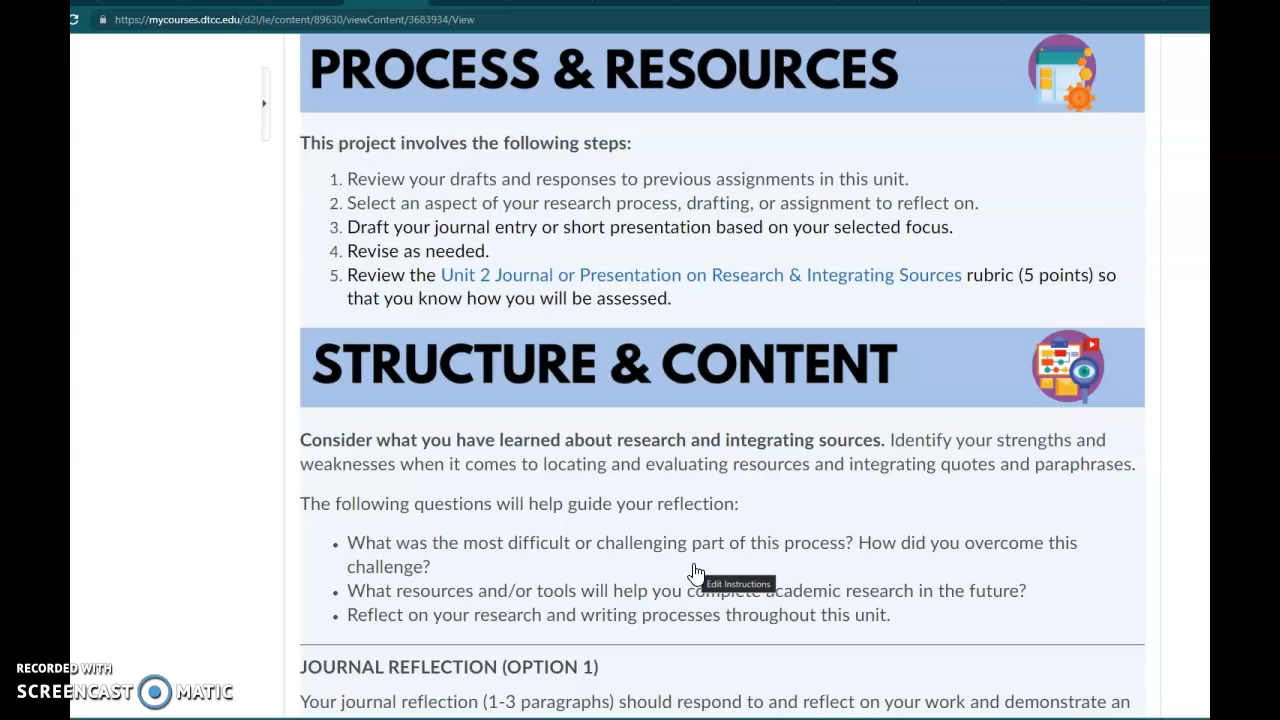 https://mycourses.dtcc.edu/d2l/le/content/89630/viewContent/3683934/View
PROCESS & RESOURCES
This project involves the following steps:
1. Review your drafts and responses to previous assignments in this unit.
2. Select an aspect of your research process, drafting, or assignment to reflect on.
3. Draft your journal entry or short presentation based on your selected focus.
4. Revise as needed.
5. Review the Unit 2 Journal or Presentation on Research & Integrating Sources rubric (5 points) so
that you know how you will be assessed.
STRUCTURE & CONTENT
Consider what you have learned about research and integrating sources. Identify your strengths and
weaknesses when it comes to locating and evaluating resources and integrating quotes and paraphrases.
The following questions will help guide your reflection:
• What was the most difficult or challenging part of this process? How did you overcome this
challenge?
Edit Instructions
• What resources and/or tools will help you complete academic research in the future?
• Reflect on your research and writing processes throughout this unit.
JOURNAL REFLECTION (OPTION 1)
Your journal reflection (1-3 paragraphs) should respond to and reflect on your work and demonstrate an
RECORDED WITH
SCREENCAST MATIC